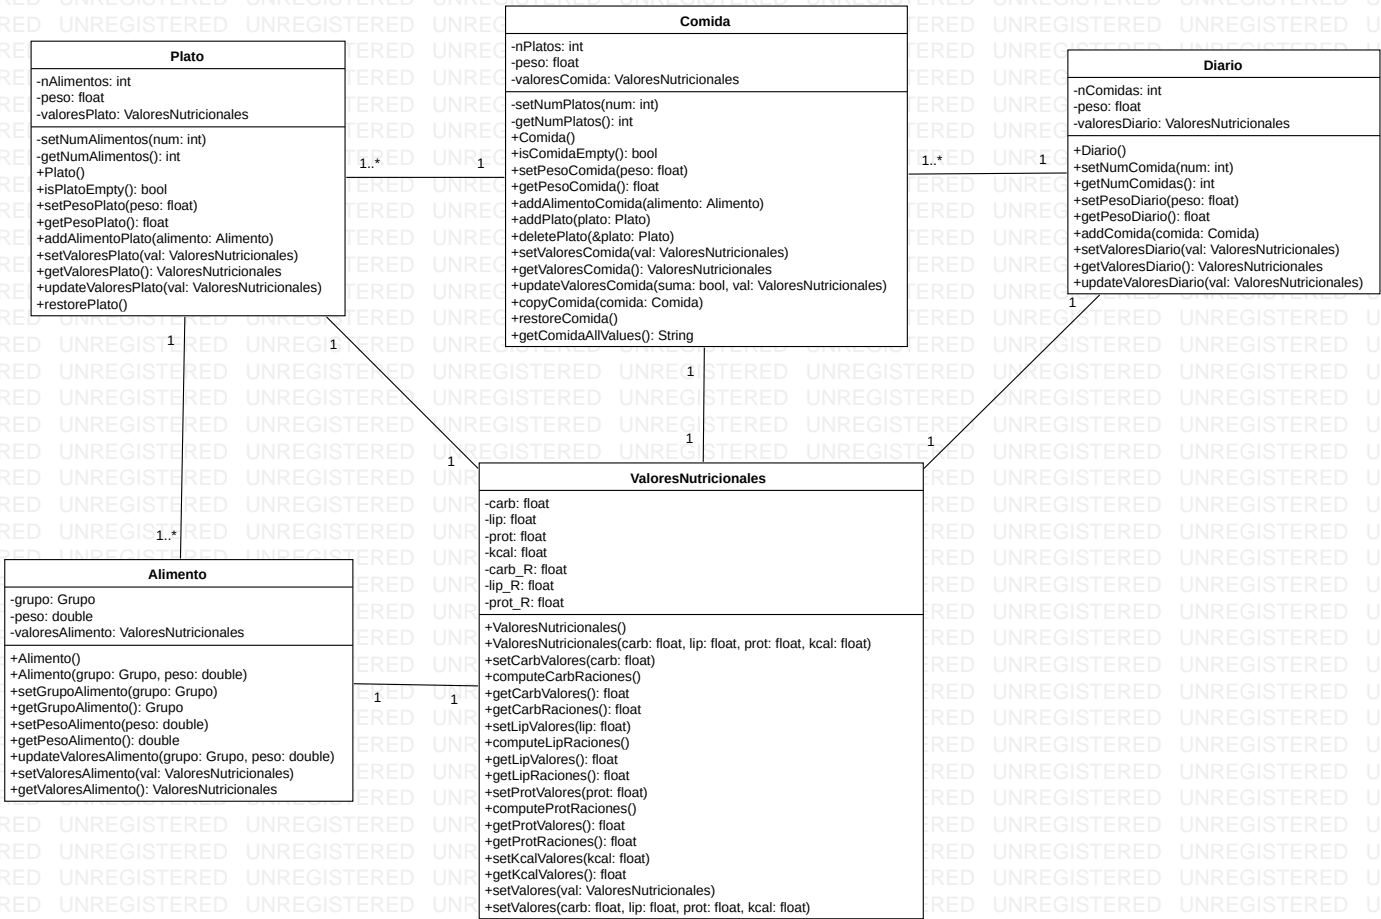 Plato
-nAlimentos: int
-peso: float
-valoresPlato: ValoresNutricionales
-setNumAlimentos(num: int)
-getNumAlimentos(): int
+Plato()
+isPlatoEmpty(): bool
+setPesoPlato(peso: float)
+getPesoPlato(): float
+addAlimentoPlato(alimento: Alimento)
+setValoresPlato(val: ValoresNutricionales)
+getValoresPlato(): ValoresNutricionales
+updateValoresPlato(val: ValoresNutricionales)
+restorePlato()
1..*
1
Comida
-nPlatos: int
-peso: float
-valoresComida: ValoresNutricionales
-setNumPlatos(num: int)
-getNumPlatos(): int
+Comida()
+isComidaEmpty(): bool
+setPesoComida(peso: float)
+getPesoComida(): float
+addAlimentoComida(alimento: Alimento)
+addPlato(plato: Plato)
+deletePlato(&plato: Plato)
+setValoresComida(val: ValoresNutricionales)
+getValoresComida(): ValoresNutricionales
+updateValoresComida(suma: bool, val: ValoresNutricionales)
+copyComida(comida: Comida)
+restoreComida()
+getComidaAllValues(): String
1..*
1
Diario
-nComidas: int
-peso: float
-valoresDiario: ValoresNutricionales
+Diario()
+setNumComida(num: int)
+getNumComidas(): int
+setPesoDiario(peso: float)
+getPesoDiario(): float
+addComida(comida: Comida)
+setValoresDiario(val: ValoresNutricionales)
+getValoresDiario(): ValoresNutricionales
+updateValoresDiario(val: ValoresNutricionales)
1
1
1
1
1
1
1
1..*
Alimento
-grupo: Grupo
-peso: double
-valoresAlimento: ValoresNutricionales
+Alimento()
+Alimento(grupo: Grupo, peso: double)
+setGrupoAlimento(grupo: Grupo)
+getGrupoAlimento(): Grupo
+setPesoAlimento(peso: double)
+getPesoAlimento(): double
+updateValoresAlimento(grupo: Grupo, peso: double)
+setValoresAlimento(val: ValoresNutricionales)
+getValoresAlimento(): ValoresNutricionales
1
1
ValoresNutricionales
-carb: float
-lip: float
-prot: float
-kcal: float
-carb_R: float
-lip_R: float
-prot_R: float
+ValoresNutricionales()
+ValoresNutricionales(carb: float, lip: float, prot: float, kcal: float)
+setCarbValores(carb: float)
+computeCarbRaciones()
+getCarbValores(): float
+getCarbRaciones(): float
+setLipValores(lip: float)
+computeLipRaciones()
+getLipValores(): float
+getLipRaciones(): float
+setProtValores(prot: float)
+computeProtRaciones()
+getProtValores(): float
+getProtRaciones(): float
+setKcalValores(kcal: float)
+getKcalValores(): float
+setValores(val: ValoresNutricionales)
+setValores(carb: float, lip: float, prot: float, kcal: float)
UNREGISTERED